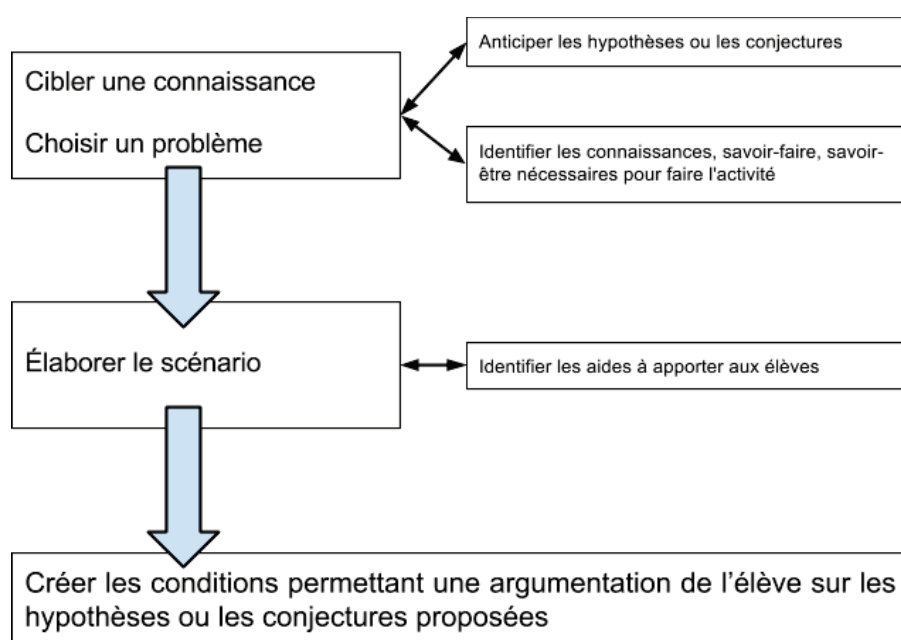 Anticiper les hypothèses ou les conjectures
Cibler une connaissance
Choisir un problème
Identifier les connaissances, savoir-faire, savoir-
être nécessaires pour faire l'activité
Élaborer le scénario
Identifier les aides à apporter aux élèves
Créer les conditions permettant une argumentation de l’élève sur les
hypothèses ou les conjectures proposées